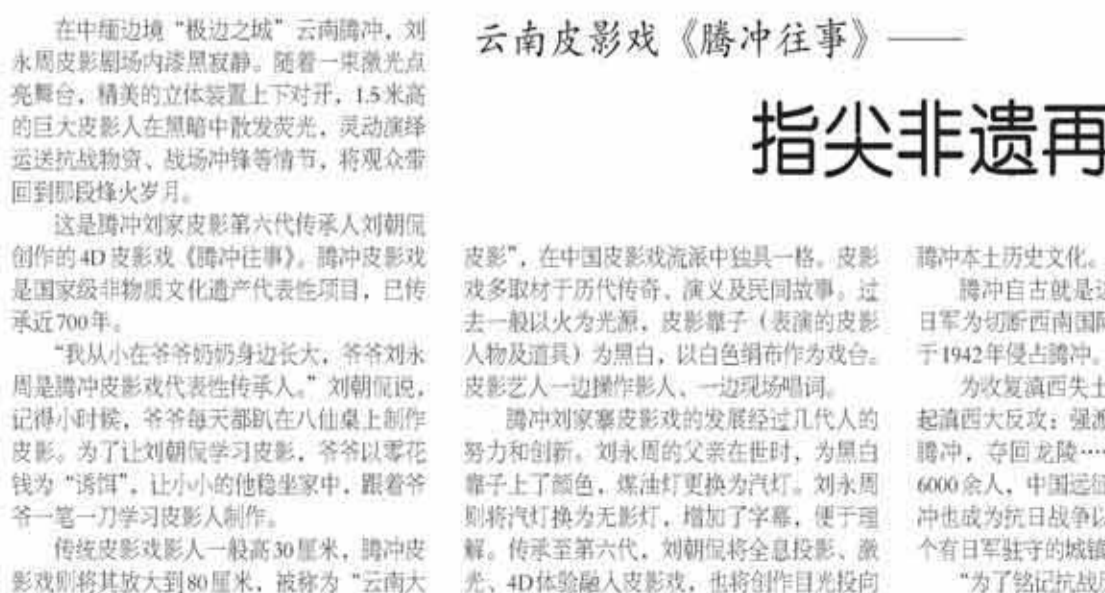 云南皮影戏《腾冲往事》——
指尖非遗再
在中缅边境“极边之城”云南腾冲，刘
永周皮影剧场内漆黑寂静。随着一束激光点
亮舞台，精美的立体装置上下对开，1.5米高
的巨大皮影人在黑暗中散发荧光，灵动演绎
运送抗战物资、战场冲锋等情节，将观众带
回到那段烽火岁月。
这是腾冲刘家皮影第六代传承人刘朝侃
创作的4D皮影戏《腾冲往事》。腾冲皮影戏
是国家级非物质文化遗产代表性项目，已传
承近700年。
“我从小在爷爷奶奶身边长大，爷爷刘永
周是腾冲皮影戏代表性传承人。”刘朝侃说，
记得小时候，爷爷每天都趴在八仙桌上制作
皮影。为了让刘朝侃学习皮影，爷爷以零花
钱为“诱饵”，让小小的他稳坐家中，跟着爷
爷一笔一刀学习皮影人制作。
传统皮影戏影人一般高30厘米，腾冲皮
影戏则将其放大到80厘米，被称为“云南大
皮影”，在中国皮影戏流派中独具一格。皮影
戏多取材于历代传奇、演义及民间故事。过
去一般以火为光源，皮影靠子（表演的皮影
人物及道具）为黑白，以白色绢布作为戏台。
皮影艺人一边操作影人、一边现场唱词。
腾冲刘家寨皮影戏的发展经过几代人的
努力和创新。刘永周的父亲在世时，为黑白
靠子上了颜色，煤油灯更换为汽灯。刘永周
则将汽灯换为无影灯，增加了字幕，便于理
解。传承至第六代，刘朝侃将全息投影、激
光、4D体验融入皮影戏，也将创作目光投向
腾冲本土历史文化。
腾冲自古就是边
日军为切断西南国际
于1942年侵占腾冲。
为收复滇西失土
起滇西大反攻：强渡
腾冲，夺回龙陵……
6000余人，中国远征
冲也成为抗日战争以
个有日军驻守的城镇
“为了铭记抗战历